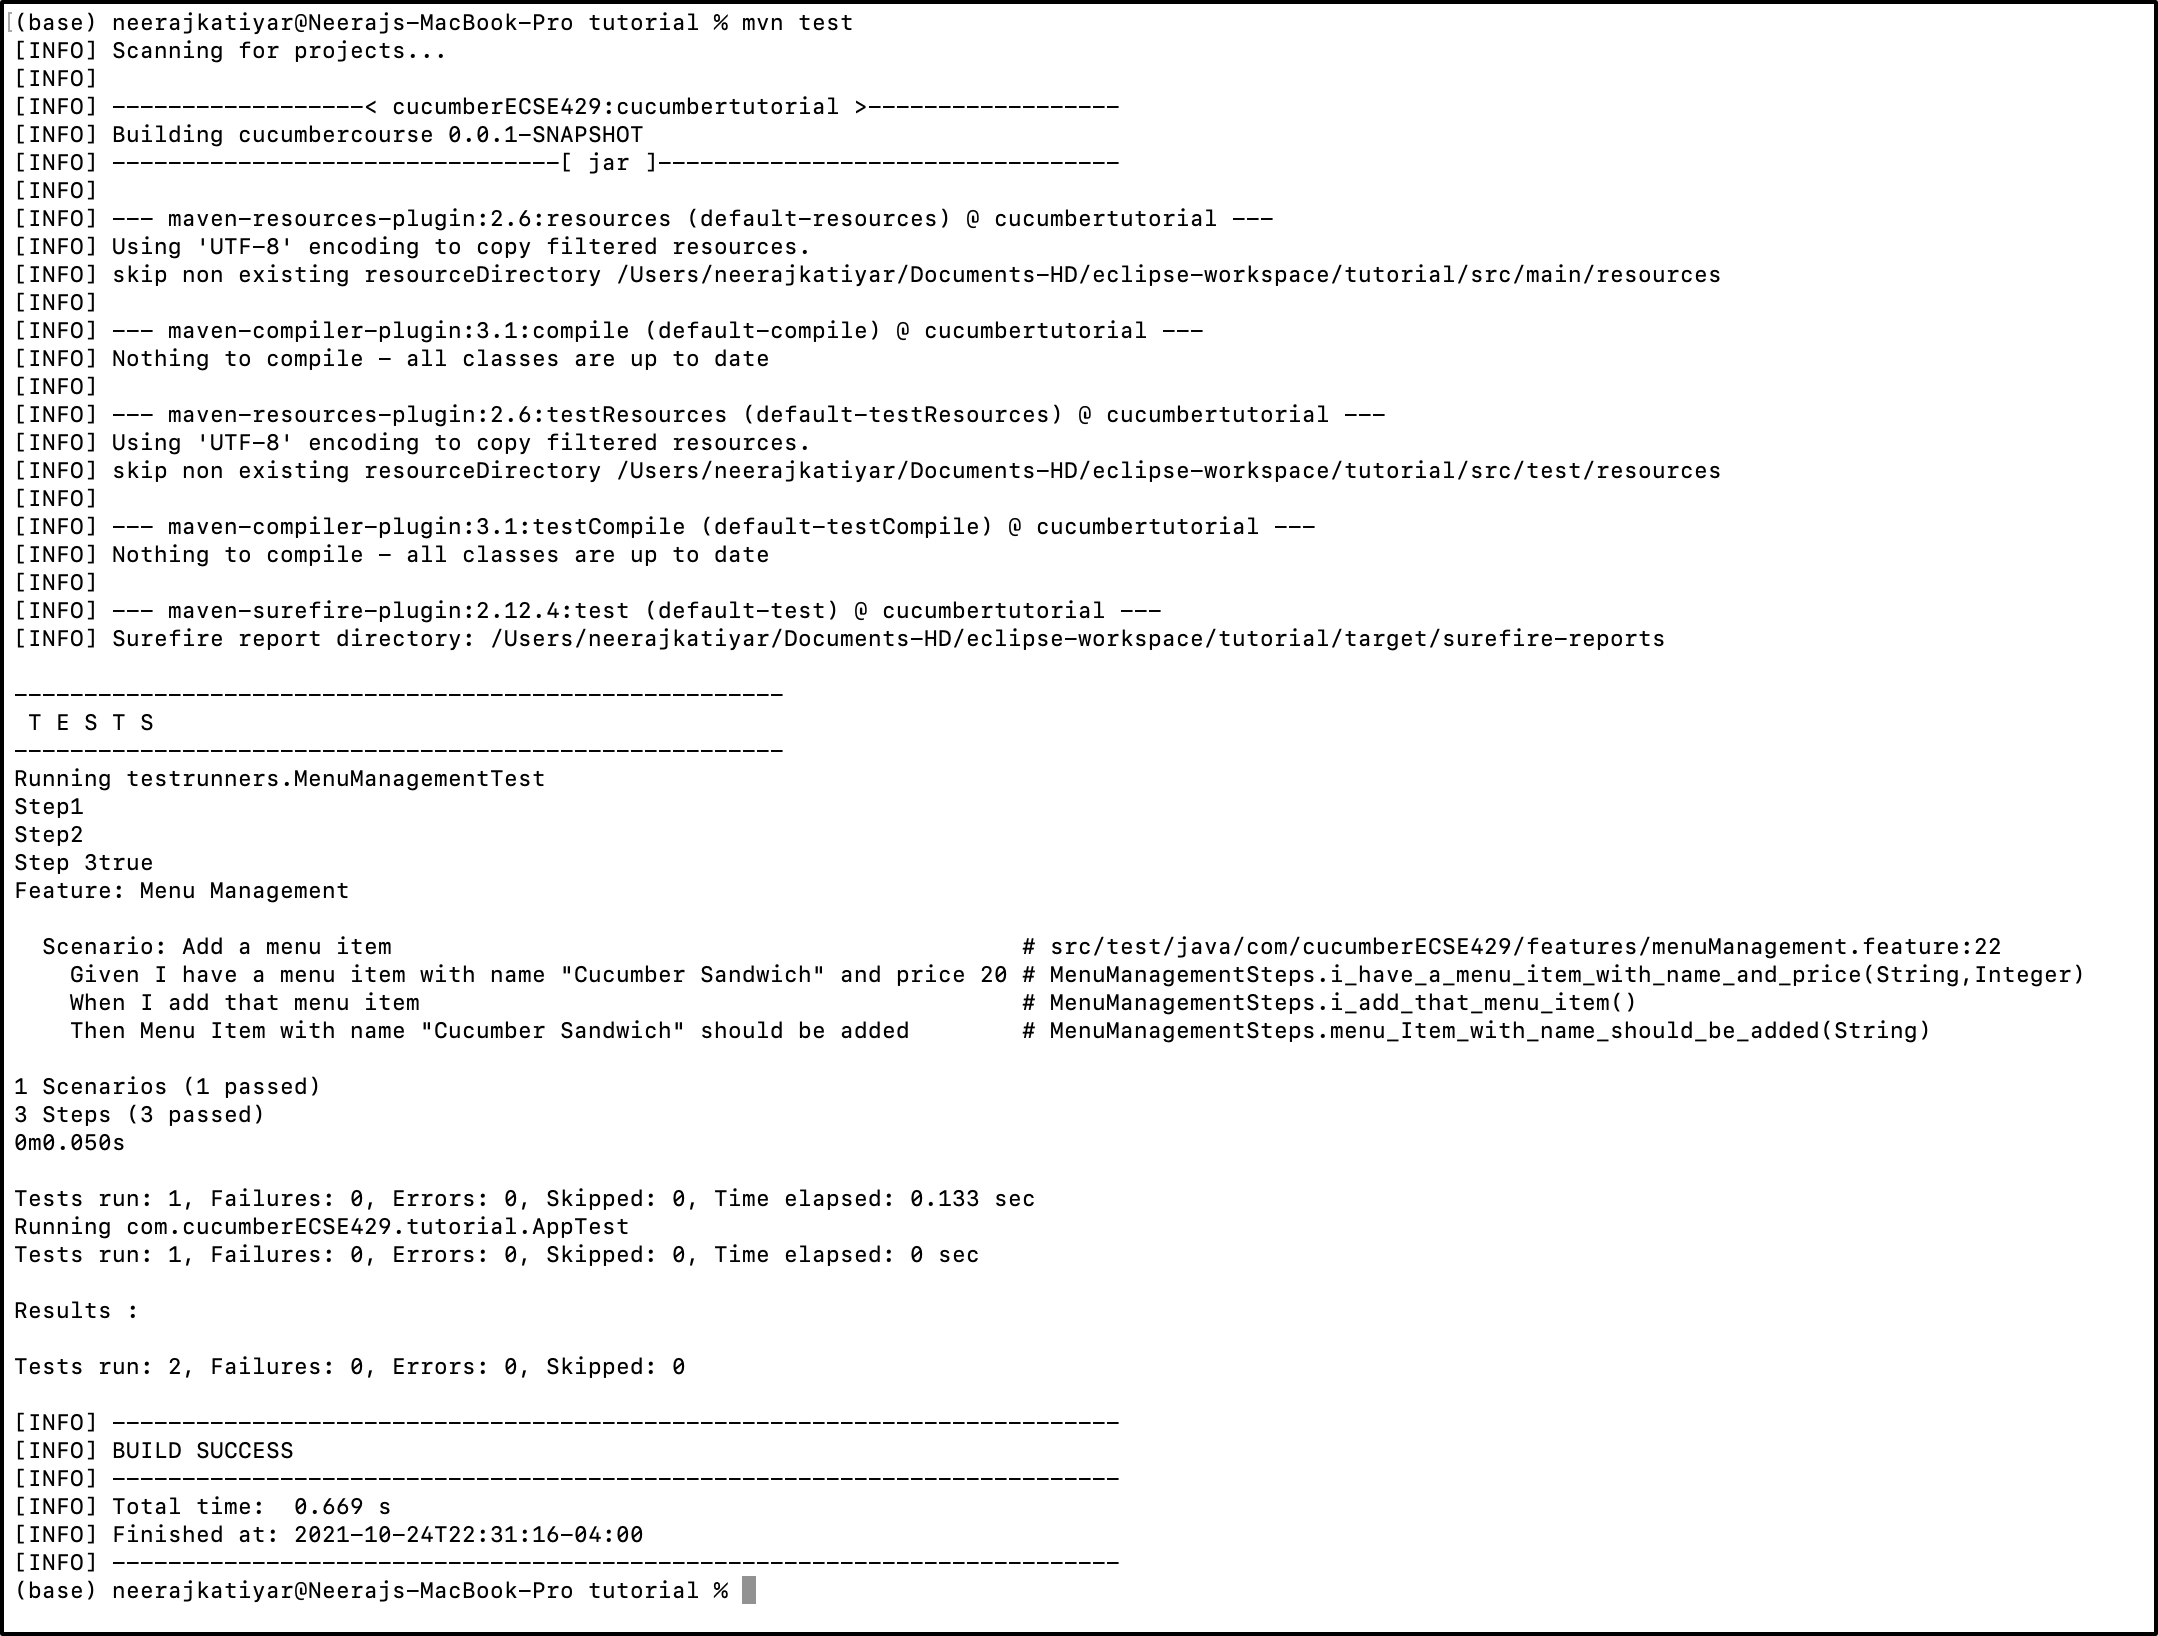 [(base) neerajkatiyar@Neerajs-MacBook-Pro tutorial % mvn test
[INFO] Scanning for projects...
[INFO]
[INFO] ------------------< cucumberECSE429:cucumbertutorial >------------------
[INFO] Building cucumbercourse 0.0.1-SNAPSHOT
[INFO] --------------------------------[ jar ]---------------------------------
[INFO]
[INFO] --- maven-resources-plugin:2.6:resources (default-resources) @ cucumbertutorial ---
[INFO] Using 'UTF-8' encoding to copy filtered resources.
[INFO] skip non existing resourceDirectory /Users/neerajkatiyar/Documents-HD/eclipse-workspace/tutorial/src/main/resources
[INFO]
[INFO] --- maven-compiler-plugin:3.1:compile (default-compile) @ cucumbertutorial ---
[INFO] Nothing to compile - all classes are up to date
[INFO]
[INFO] --- maven-resources-plugin:2.6:testResources (default-testResources) @ cucumbertutorial ---
[INFO] Using 'UTF-8' encoding to copy filtered resources.
[INFO] skip non existing resourceDirectory /Users/neerajkatiyar/Documents-HD/eclipse-workspace/tutorial/src/test/resources
[INFO]
[INFO] --- maven-compiler-plugin:3.1:testCompile (default-testCompile) @ cucumbertutorial ---
[INFO] Nothing to compile - all classes are up to date
[INFO]
[INFO] --- maven-surefire-plugin:2.12.4:test (default-test) @ cucumbertutorial ---
[INFO] Surefire report directory: /Users/neerajkatiyar/Documents-HD/eclipse-workspace/tutorial/target/surefire-reports

-------------------------------------------------------
 T E S T S
-------------------------------------------------------
Running testrunners.MenuManagementTest
Step1
Step2
Step 3true
Feature: Menu Management

  Scenario: Add a menu item                                             # src/test/java/com/cucumberECSE429/features/menuManagement.feature:22
    Given I have a menu item with name "Cucumber Sandwich" and price 20 # MenuManagementSteps.i_have_a_menu_item_with_name_and_price(String,Integer)
    When I add that menu item                                           # MenuManagementSteps.i_add_that_menu_item()
    Then Menu Item with name "Cucumber Sandwich" should be added        # MenuManagementSteps.menu_Item_with_name_should_be_added(String)

1 Scenarios (1 passed)
3 Steps (3 passed)
0m0.050s

Tests run: 1, Failures: 0, Errors: 0, Skipped: 0, Time elapsed: 0.133 sec
Running com.cucumberECSE429.tutorial.AppTest
Tests run: 1, Failures: 0, Errors: 0, Skipped: 0, Time elapsed: 0 sec

Results :

Tests run: 2, Failures: 0, Errors: 0, Skipped: 0

[INFO] ------------------------------------------------------------------------
[INFO] BUILD SUCCESS
[INFO] ------------------------------------------------------------------------
[INFO] Total time:  0.669 s
[INFO] Finished at: 2021-10-24T22:31:16-04:00
[INFO] ------------------------------------------------------------------------
(base) neerajkatiyar@Neerajs-MacBook-Pro tutorial %